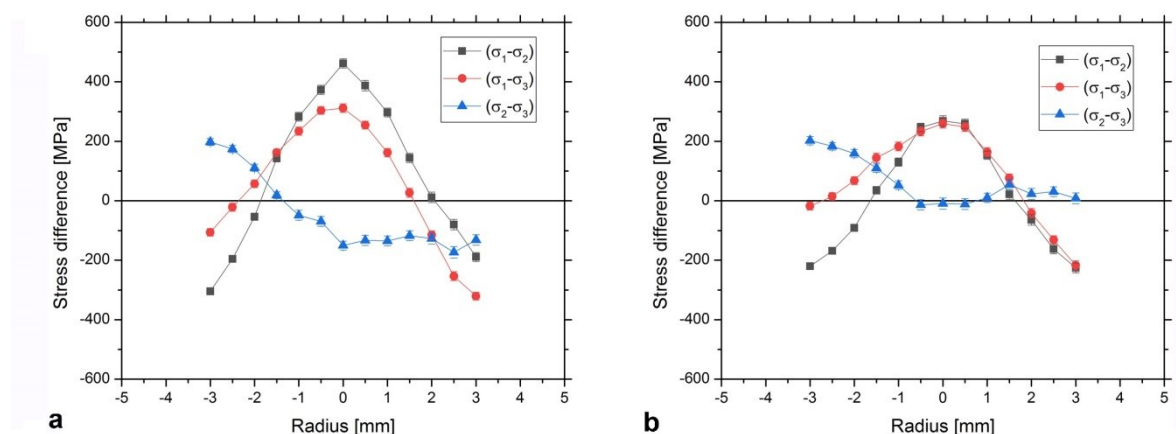 600
400
200
0
-200
-400
-600
Stress difference [MPa]
(σ₁-σ₂)
(σ₁-σ₃)
(σ₂-σ₃)
-5 -4 -3 -2 -1 0 1 2 3 4 5
Radius [mm]
a
600
400
200
0
-200
-400
-600
Stress difference [MPa]
(σ₁-σ₂)
(σ₁-σ₃)
(σ₂-σ₃)
-5 -4 -3 -2 -1 0 1 2 3 4 5
Radius [mm]
b